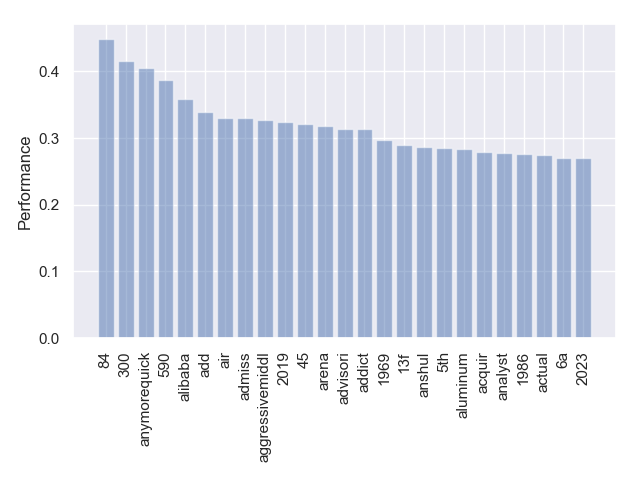 Performance
0.4
0.3
0.2
0.1
0.0
84
300
anymorequick
590
alibaba
add
air
admiss
aggressivemiddl
2019
45
arena
advisori
addict
1969
13f
anshul
5th
aluminum
acquir
analyst
1986
actual
6a
2023